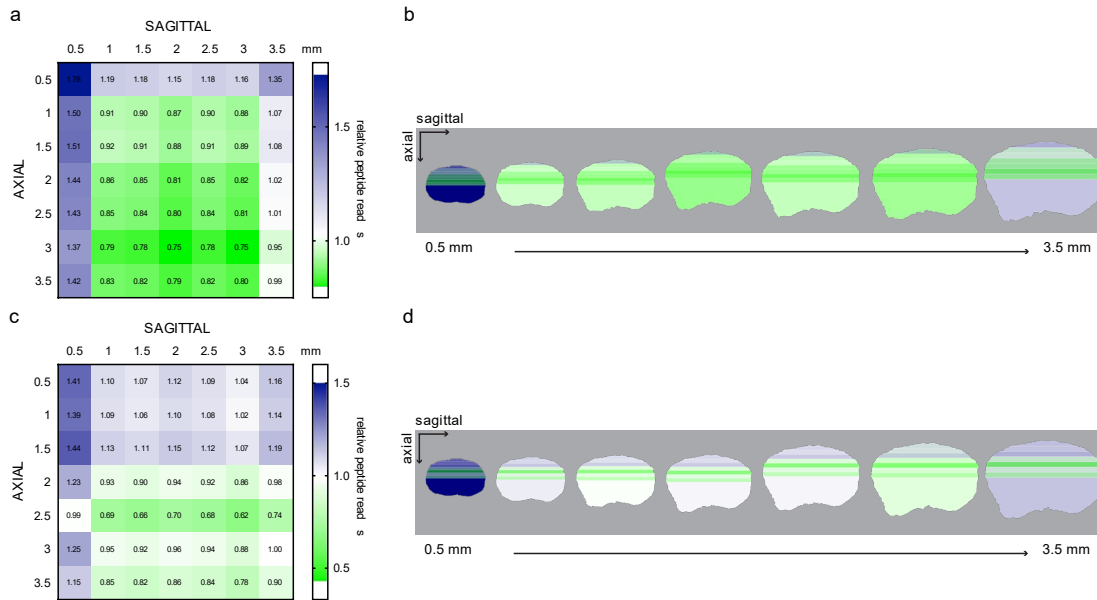 a
SAGITTAL
0.5 1 1.5 2 2.5 3 3.5 mm
AXIAL
0.5 1.78 1.19 1.18 1.15 1.18 1.16 1.35
1 1.50 0.91 0.90 0.87 0.90 0.88 1.07
1.5 1.51 0.92 0.91 0.88 0.91 0.89 1.08
2 1.44 0.86 0.85 0.81 0.85 0.82 1.02
2.5 1.43 0.85 0.84 0.80 0.84 0.81 1.01
3 1.37 0.79 0.78 0.75 0.78 0.75 0.95
3.5 1.42 0.83 0.82 0.79 0.82 0.80 0.99
1.5
1.0
relative peptide read s
b
sagittal
axial
0.5 mm 3.5 mm
c
SAGITTAL
0.5 1 1.5 2 2.5 3 3.5 mm
AXIAL
0.5 1.41 1.10 1.07 1.12 1.09 1.04 1.16
1 1.39 1.09 1.06 1.10 1.08 1.02 1.14
1.5 1.44 1.13 1.11 1.15 1.12 1.07 1.19
2 1.23 0.93 0.90 0.94 0.92 0.86 0.98
2.5 0.99 0.69 0.66 0.70 0.68 0.62 0.74
3 1.25 0.95 0.92 0.96 0.94 0.88 1.00
3.5 1.15 0.85 0.82 0.86 0.84 0.78 0.90
1.5
1.0
0.5
relative peptide read s
d
sagittal
axial
0.5 mm 3.5 mm